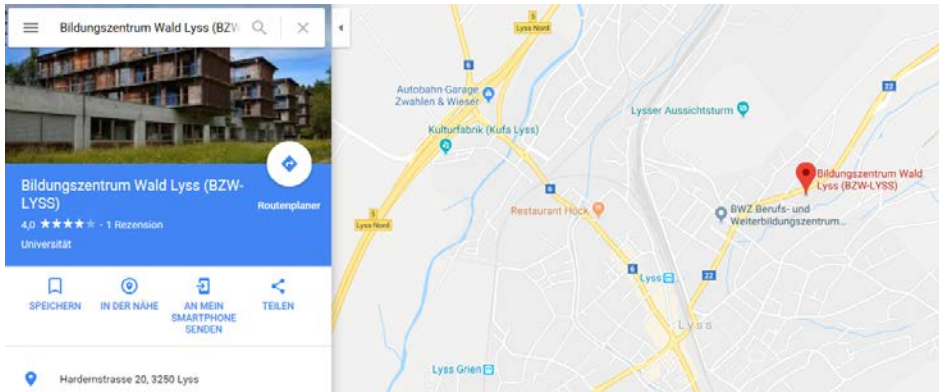 Bildungszentrum Wald Lyss (BZW
Bildungszentrum Wald Lyss (BZW-
LYSS)
4,0 ★★★★★ - 1 Rezension
Universität
Routenplaner
SPEICHERN
IN DER NÄHE
AN MEIN
SMARTPHONE
SENDEN
TEILEN
Hardernstrasse 20, 3250 Lyss
5
Lyss Nord
6
Autobahn-Garage
Zwahlen & Wieser
Kulturfabrik (Kufa Lyss)
Lysser Aussichtsturm
22
Bildungszentrum Wald
Lyss (BZW-LYSS)
6
Restaurant Höck
BWZ Berufs- und
Weiterbildungszentrum...
5
Lyss Nord
6
Lyss
22
Lyss
Lyss Grien